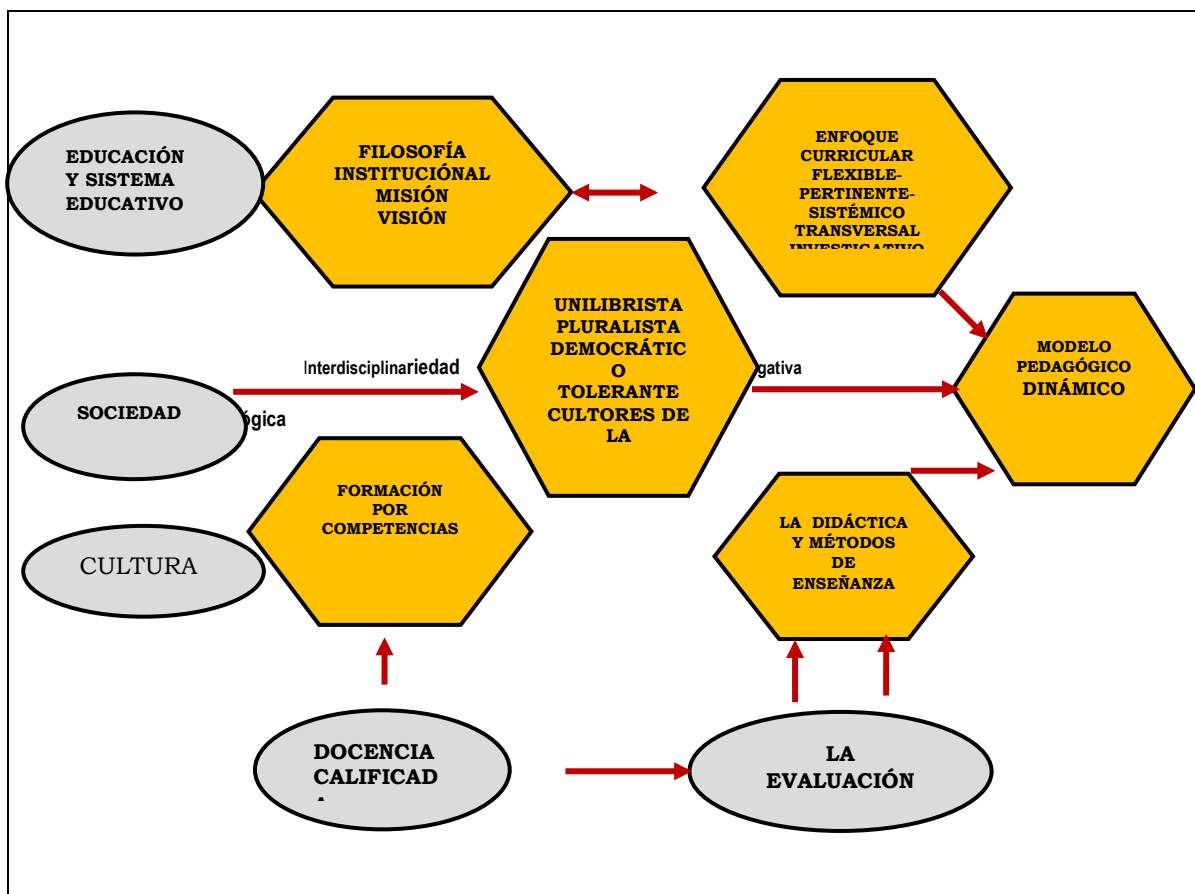 EDUCACIÓN
Y SISTEMA
EDUCATIVO
FILOSOFÍA
INSTITUCIÓNAL
MISIÓN
VISIÓN
ENFOQUE
CURRICULAR
FLEXIBLE-
PERTINENTE-
SISTÉMICO
TRANSVERSAL
INVESTIGATIVO
UNILIBRISTA
PLURALISTA
DEMOCRÁTIC
O
TOLERANTE
CULTORES DE
LA
MODELO
PEDAGÓGICO
DINÁMICO
Interdisciplinariedad
gativa
SOCIEDAD
ógica
FORMACIÓN
POR
COMPETENCIAS
LA DIDÁCTICA
Y MÉTODOS
DE
ENSEÑANZA
CULTURA
DOCENCIA
CALIFICAD
LA
EVALUACIÓN